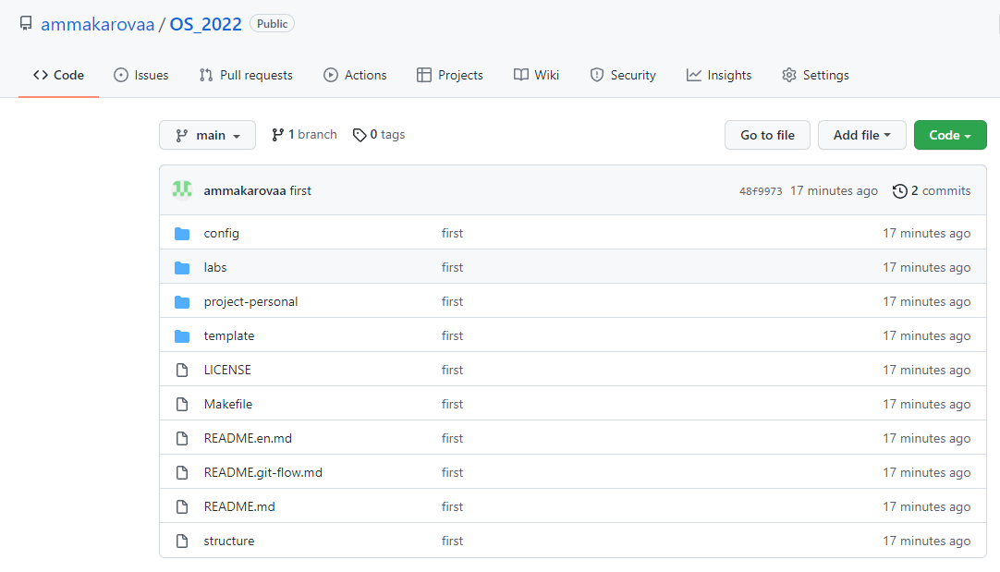 ammakarovaa / OS_2022 Public
Code Issues Pull requests Actions Projects Wiki Security Insights Settings
main 1 branch 0 tags Go to file Add file Code
ammakarovaa first 48f9973 17 minutes ago 2 commits
config first 17 minutes ago
labs first 17 minutes ago
project-personal first 17 minutes ago
template first 17 minutes ago
LICENSE first 17 minutes ago
Makefile first 17 minutes ago
README.en.md first 17 minutes ago
README.git-flow.md first 17 minutes ago
README.md first 17 minutes ago
structure first 17 minutes ago